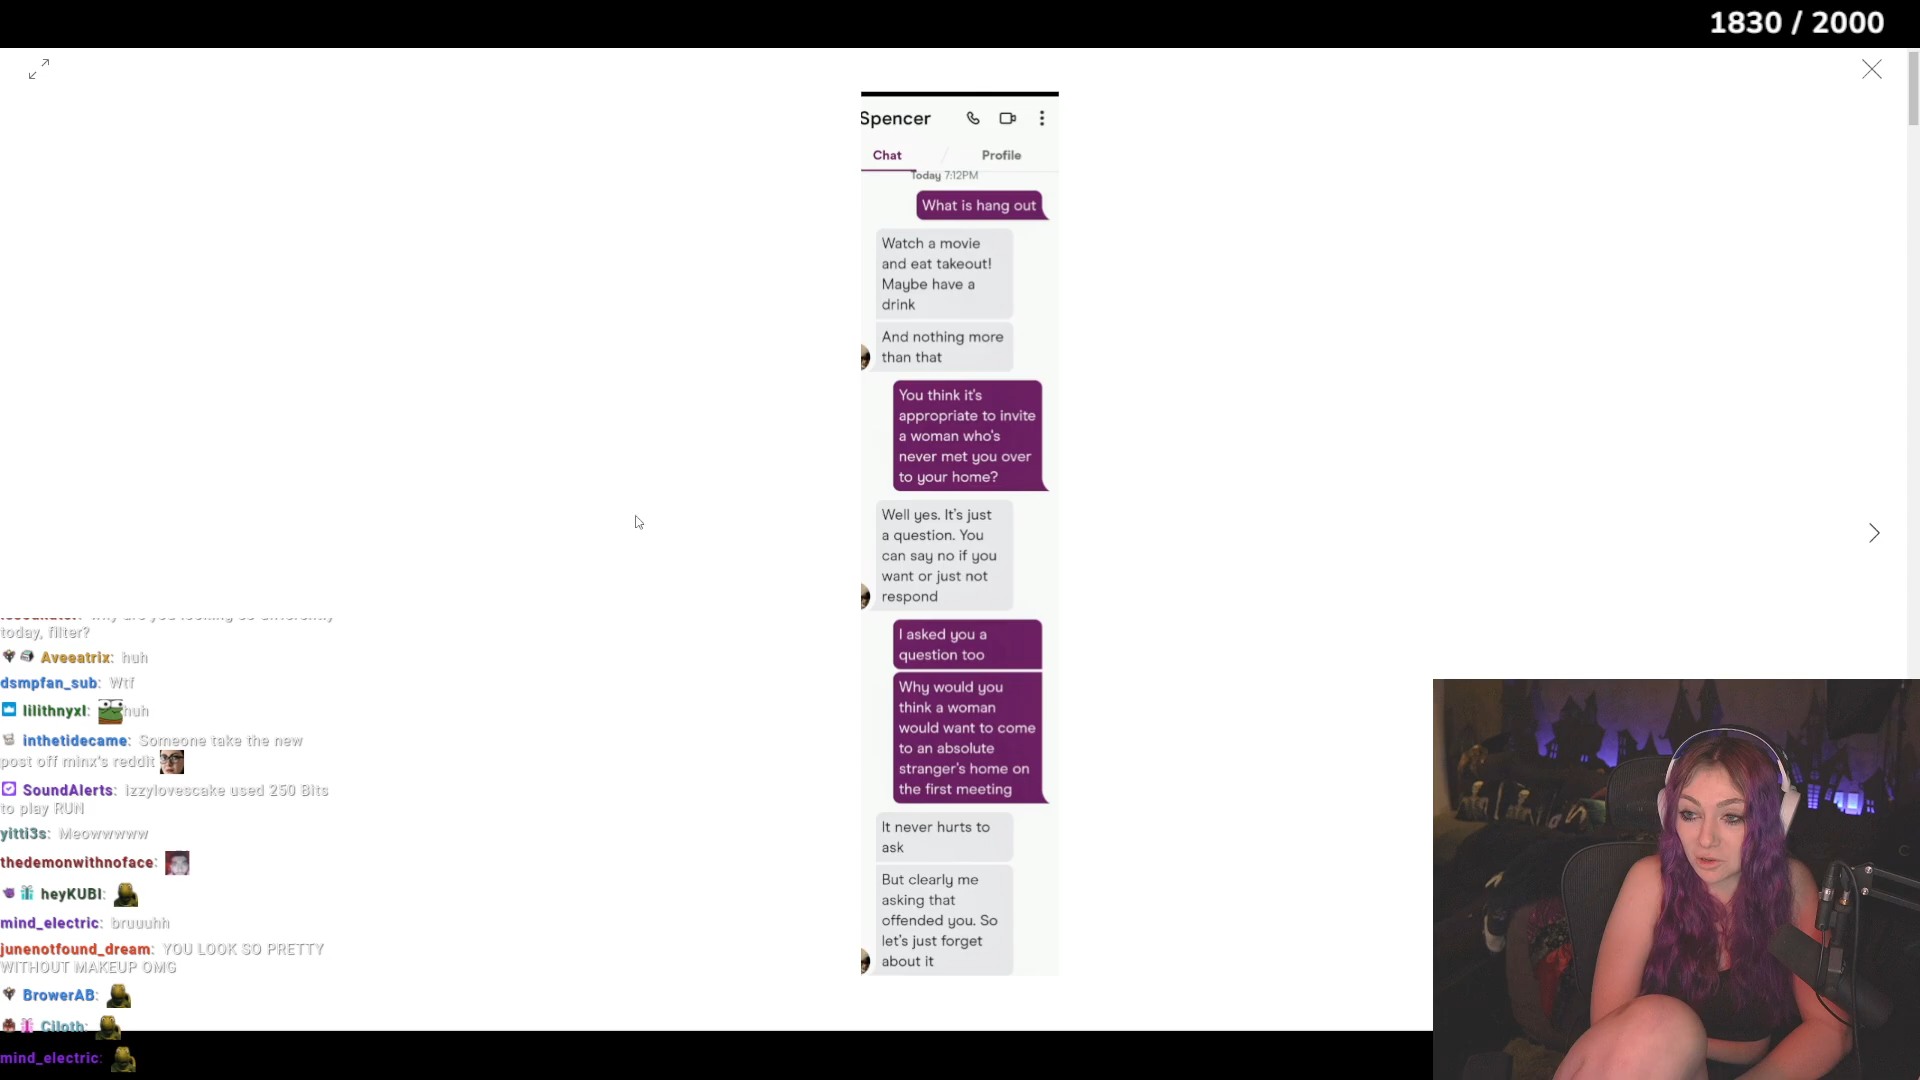 1830 / 2000
Spencer
Chat
Profile
Today 7:12PM
What is hang out
Watch a movie
and eat takeout!
Maybe have a
drink
And nothing more
than that
You think it's
appropriate to invite
a woman who's
never met you over
to your home?
Well yes. It's just
a question. You
can say no if you
want or just not
respond
I asked you a
question too
Why would you
think a woman
would want to come
to an absolute
stranger's home on
the first meeting
It never hurts to
ask
But clearly me
asking that
offended you. So
let's just forget
about it
today, filter?
Aveeatrix: huh
dsmpfan_sub: Wtf
lilithnyxl: huh
inthetidecame: Someone take the new
post off minx's reddit
SoundAlerts: izzylovescake used 250 Bits
to play RUN
yitti3s: Meowwwww
thedemonwithnoface:
heyKUBI:
mind_electric: bruuuhh
junenotfound_dream: YOU LOOK SO PRETTY
WITHOUT MAKEUP OMG
BrowerAB:
Ciloth:
mind_electric: